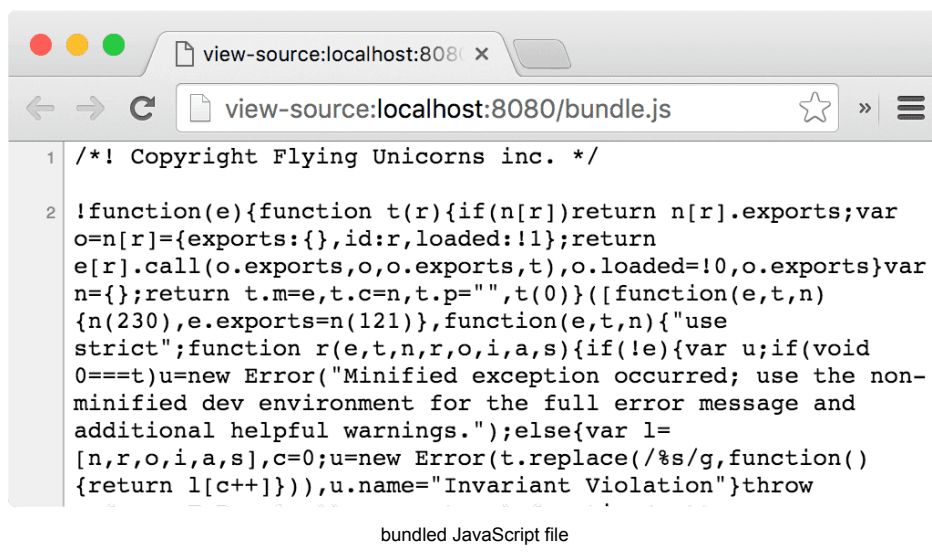 view-source:localhost:808
view-source:localhost:8080/bundle.js
1 /*! Copyright Flying Unicorns inc. */
2 !function(e){function t(r){if(n[r])return n[r].exports;var
o=n[r]={exports:{},id:r,loaded:!1};return
e[r].call(o.exports,o,o.exports,t),o.loaded=!0,o.exports}var
n={};return t.m=e,t.c=n,t.p="",t(0)}([function(e,t,n)
{n(230),e.exports=n(121)},function(e,t,n){"use
strict";function r(e,t,n,r,o,i,a,s){if(!e){var u;if(void
0===t)u=new Error("Minified exception occurred; use the non-
minified dev environment for the full error message and
additional helpful warnings.");else{var l=
[n,r,o,i,a,s],c=0;u=new Error(t.replace(/%s/g,function()
{return l[c++]})),u.name="Invariant Violation"}throw
bundled JavaScript file